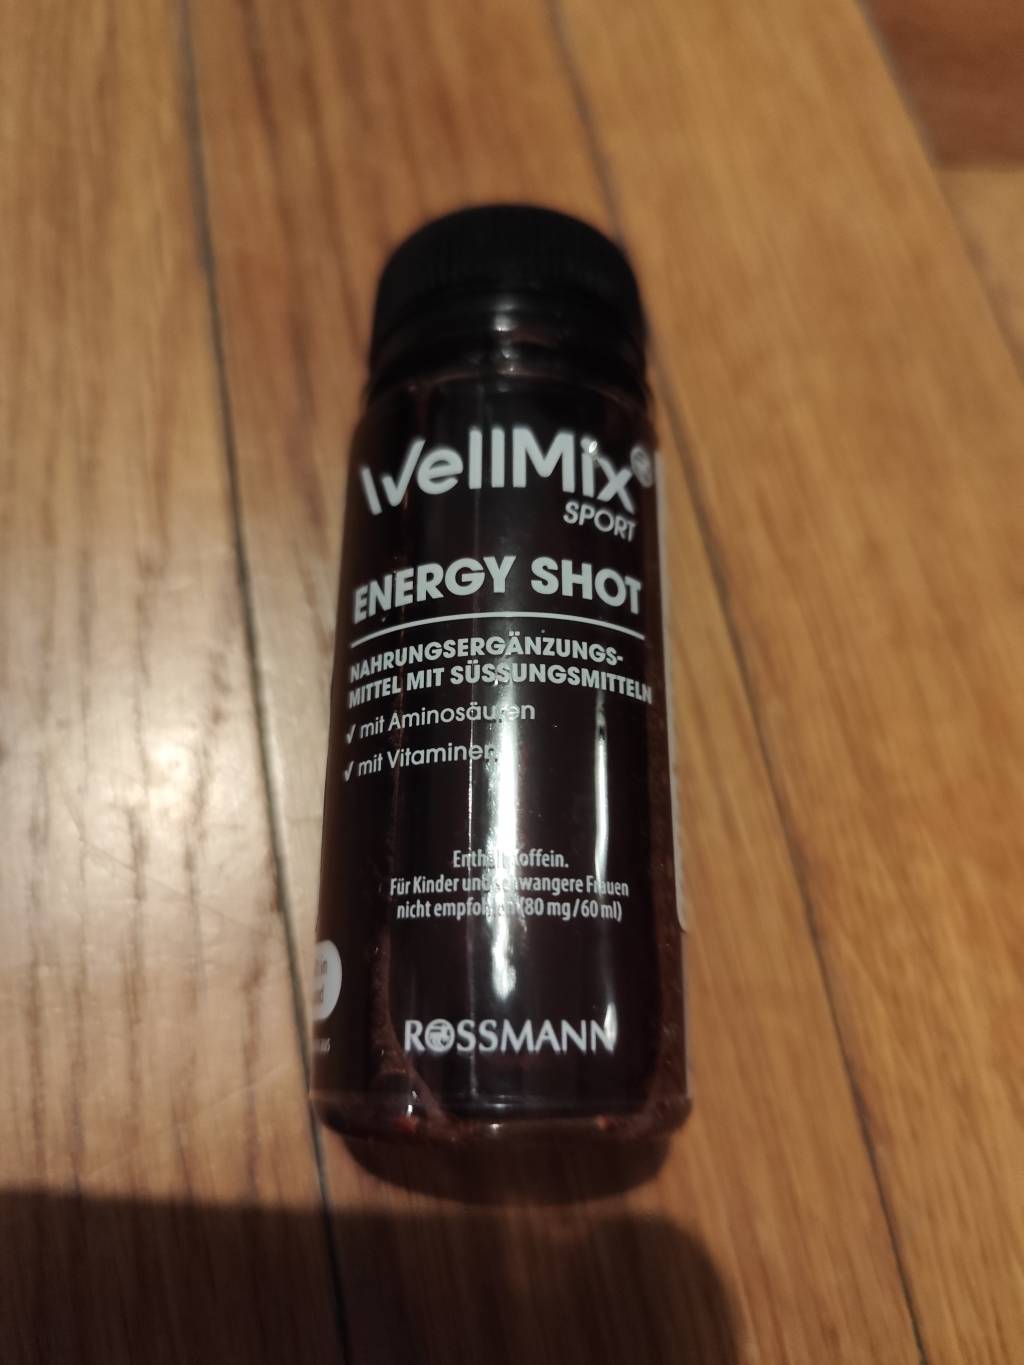 WellMix
SPORT
ENERGY SHOT
NAHRUNGSERGÄNZUNGS-
MITTEL MIT SÜSSUNGSMITTELN
✓ mit Aminosäuren
✓ mit Vitaminen
Enthält Koffein.
Für Kinder und schwangere Frauen
nicht empfohlen (80 mg/60 ml)
ROSSMANN